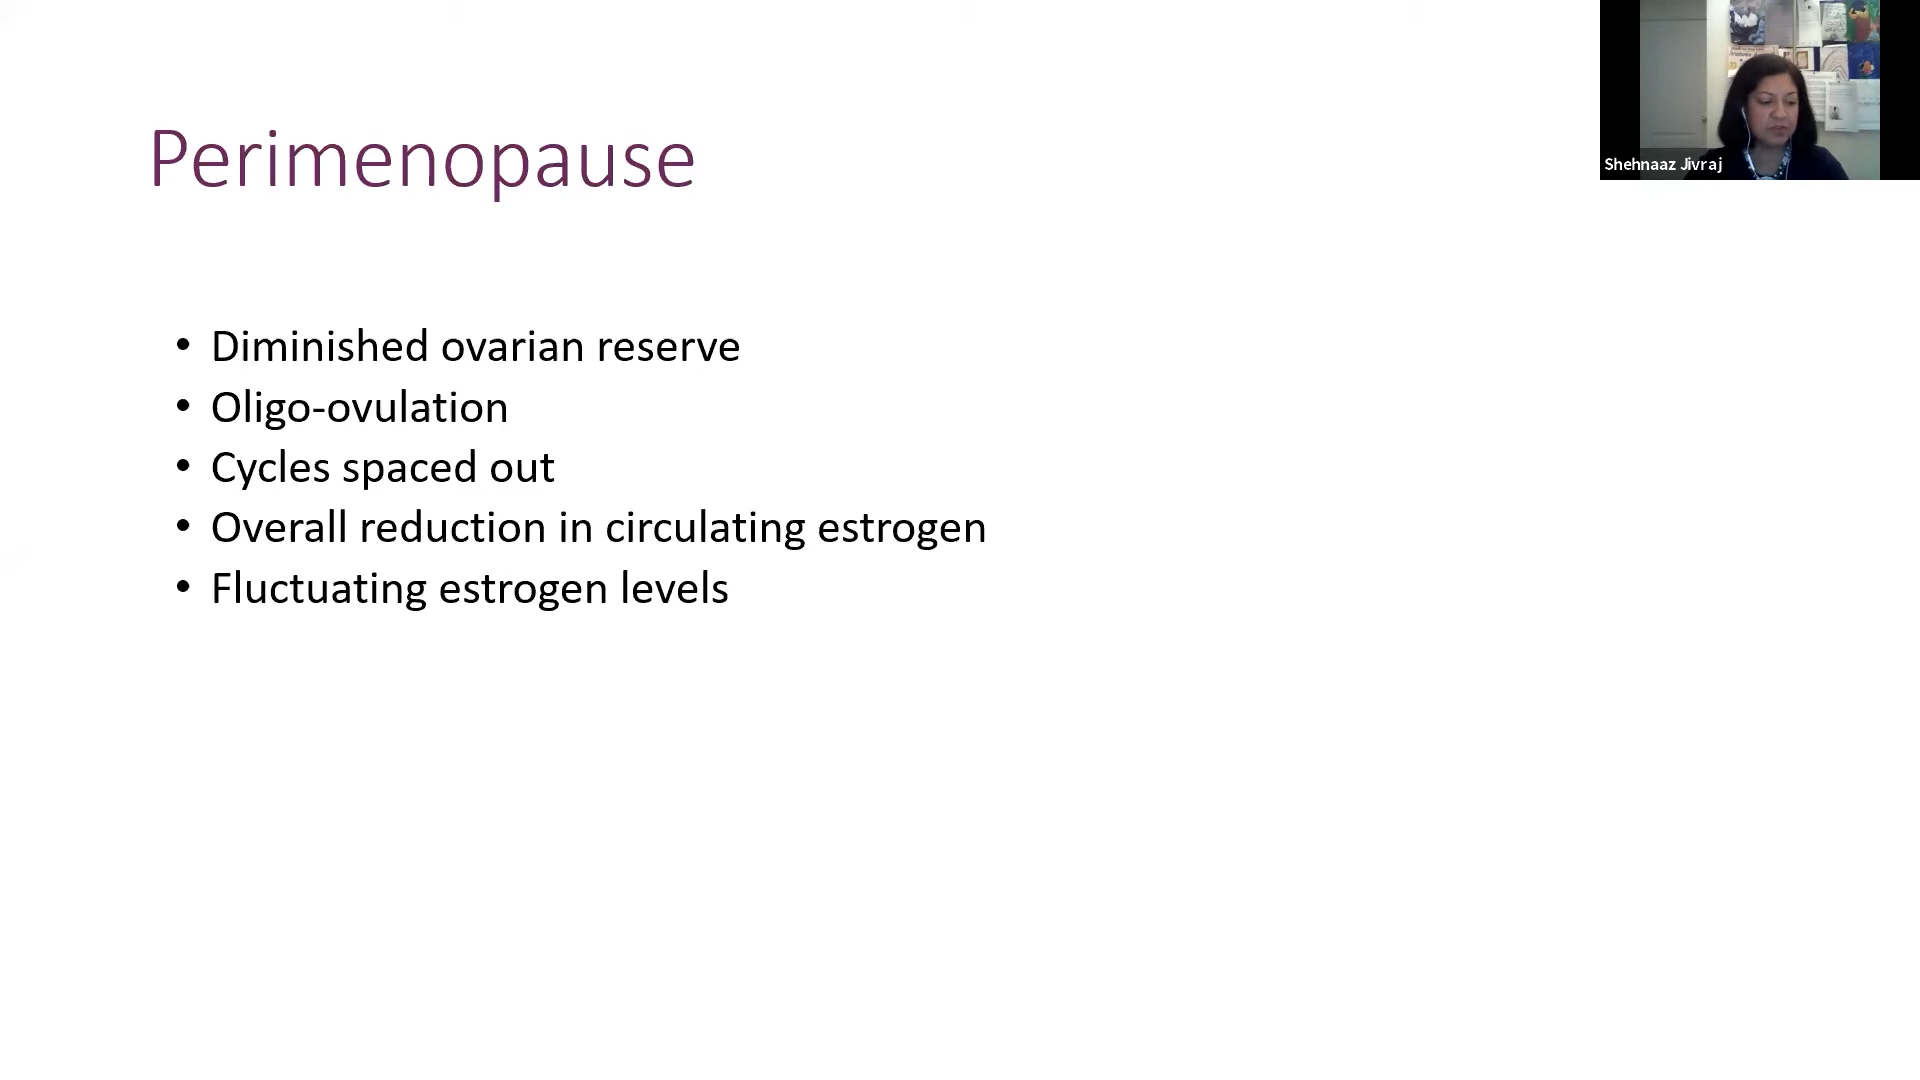 Perimenopause
• Diminished ovarian reserve
• Oligo-ovulation
• Cycles spaced out
• Overall reduction in circulating estrogen
• Fluctuating estrogen levels
Shehnaaz Jivraj